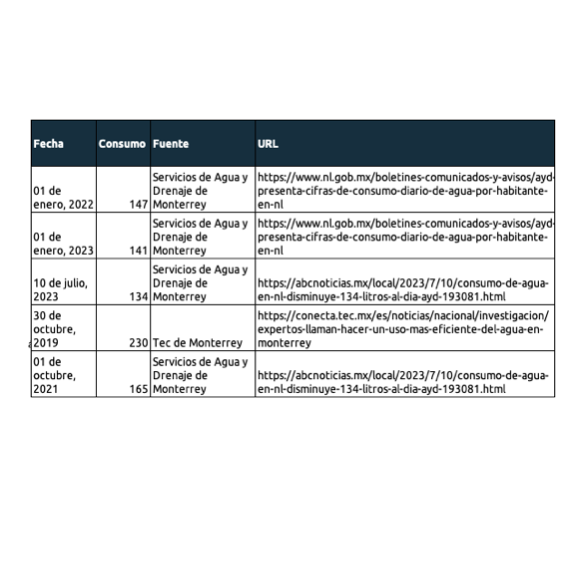 Fecha Consumo Fuente URL
01 de enero, 2022 147 Servicios de Agua y Drenaje de Monterrey https://www.nl.gob.mx/boletines-comunicados-y-avisos/ayd-presenta-cifras-de-consumo-diario-de-agua-por-habitante-en-nl
01 de enero, 2023 141 Servicios de Agua y Drenaje de Monterrey https://www.nl.gob.mx/boletines-comunicados-y-avisos/ayd-presenta-cifras-de-consumo-diario-de-agua-por-habitante-en-nl
10 de julio, 2023 134 Servicios de Agua y Drenaje de Monterrey https://abcnoticias.mx/local/2023/7/10/consumo-de-agua-en-nl-disminuye-134-litros-al-dia-ayd-193081.html
30 de octubre, 2019 230 Tec de Monterrey https://conecta.tec.mx/es/noticias/nacional/investigacion/expertos-llaman-hacer-un-uso-mas-eficiente-del-agua-en-monterrey
01 de octubre, 2021 165 Servicios de Agua y Drenaje de Monterrey https://abcnoticias.mx/local/2023/7/10/consumo-de-agua-en-nl-disminuye-134-litros-al-dia-ayd-193081.html